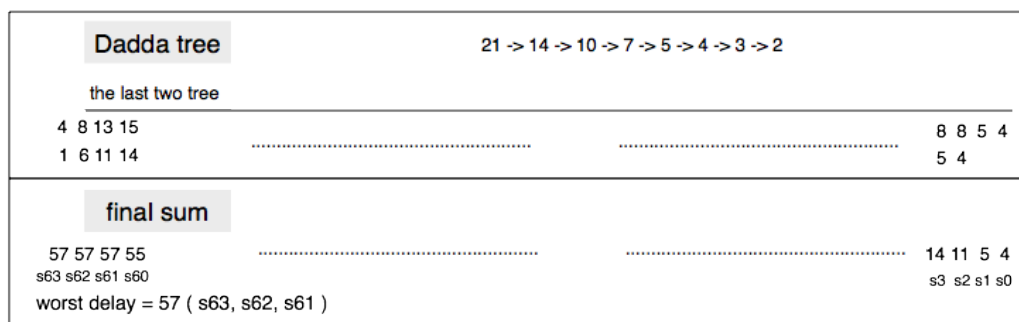 Dadda tree 21 -> 14 -> 10 -> 7 -> 5 -> 4 -> 3 -> 2
the last two tree
4 8 13 15 ................ ................ 8 8 5 4
1 6 11 14 5 4
final sum
57 57 57 55 ................ ................ 14 11 5 4
s63 s62 s61 s60 s3 s2 s1 s0
worst delay = 57 ( s63, s62, s61 )